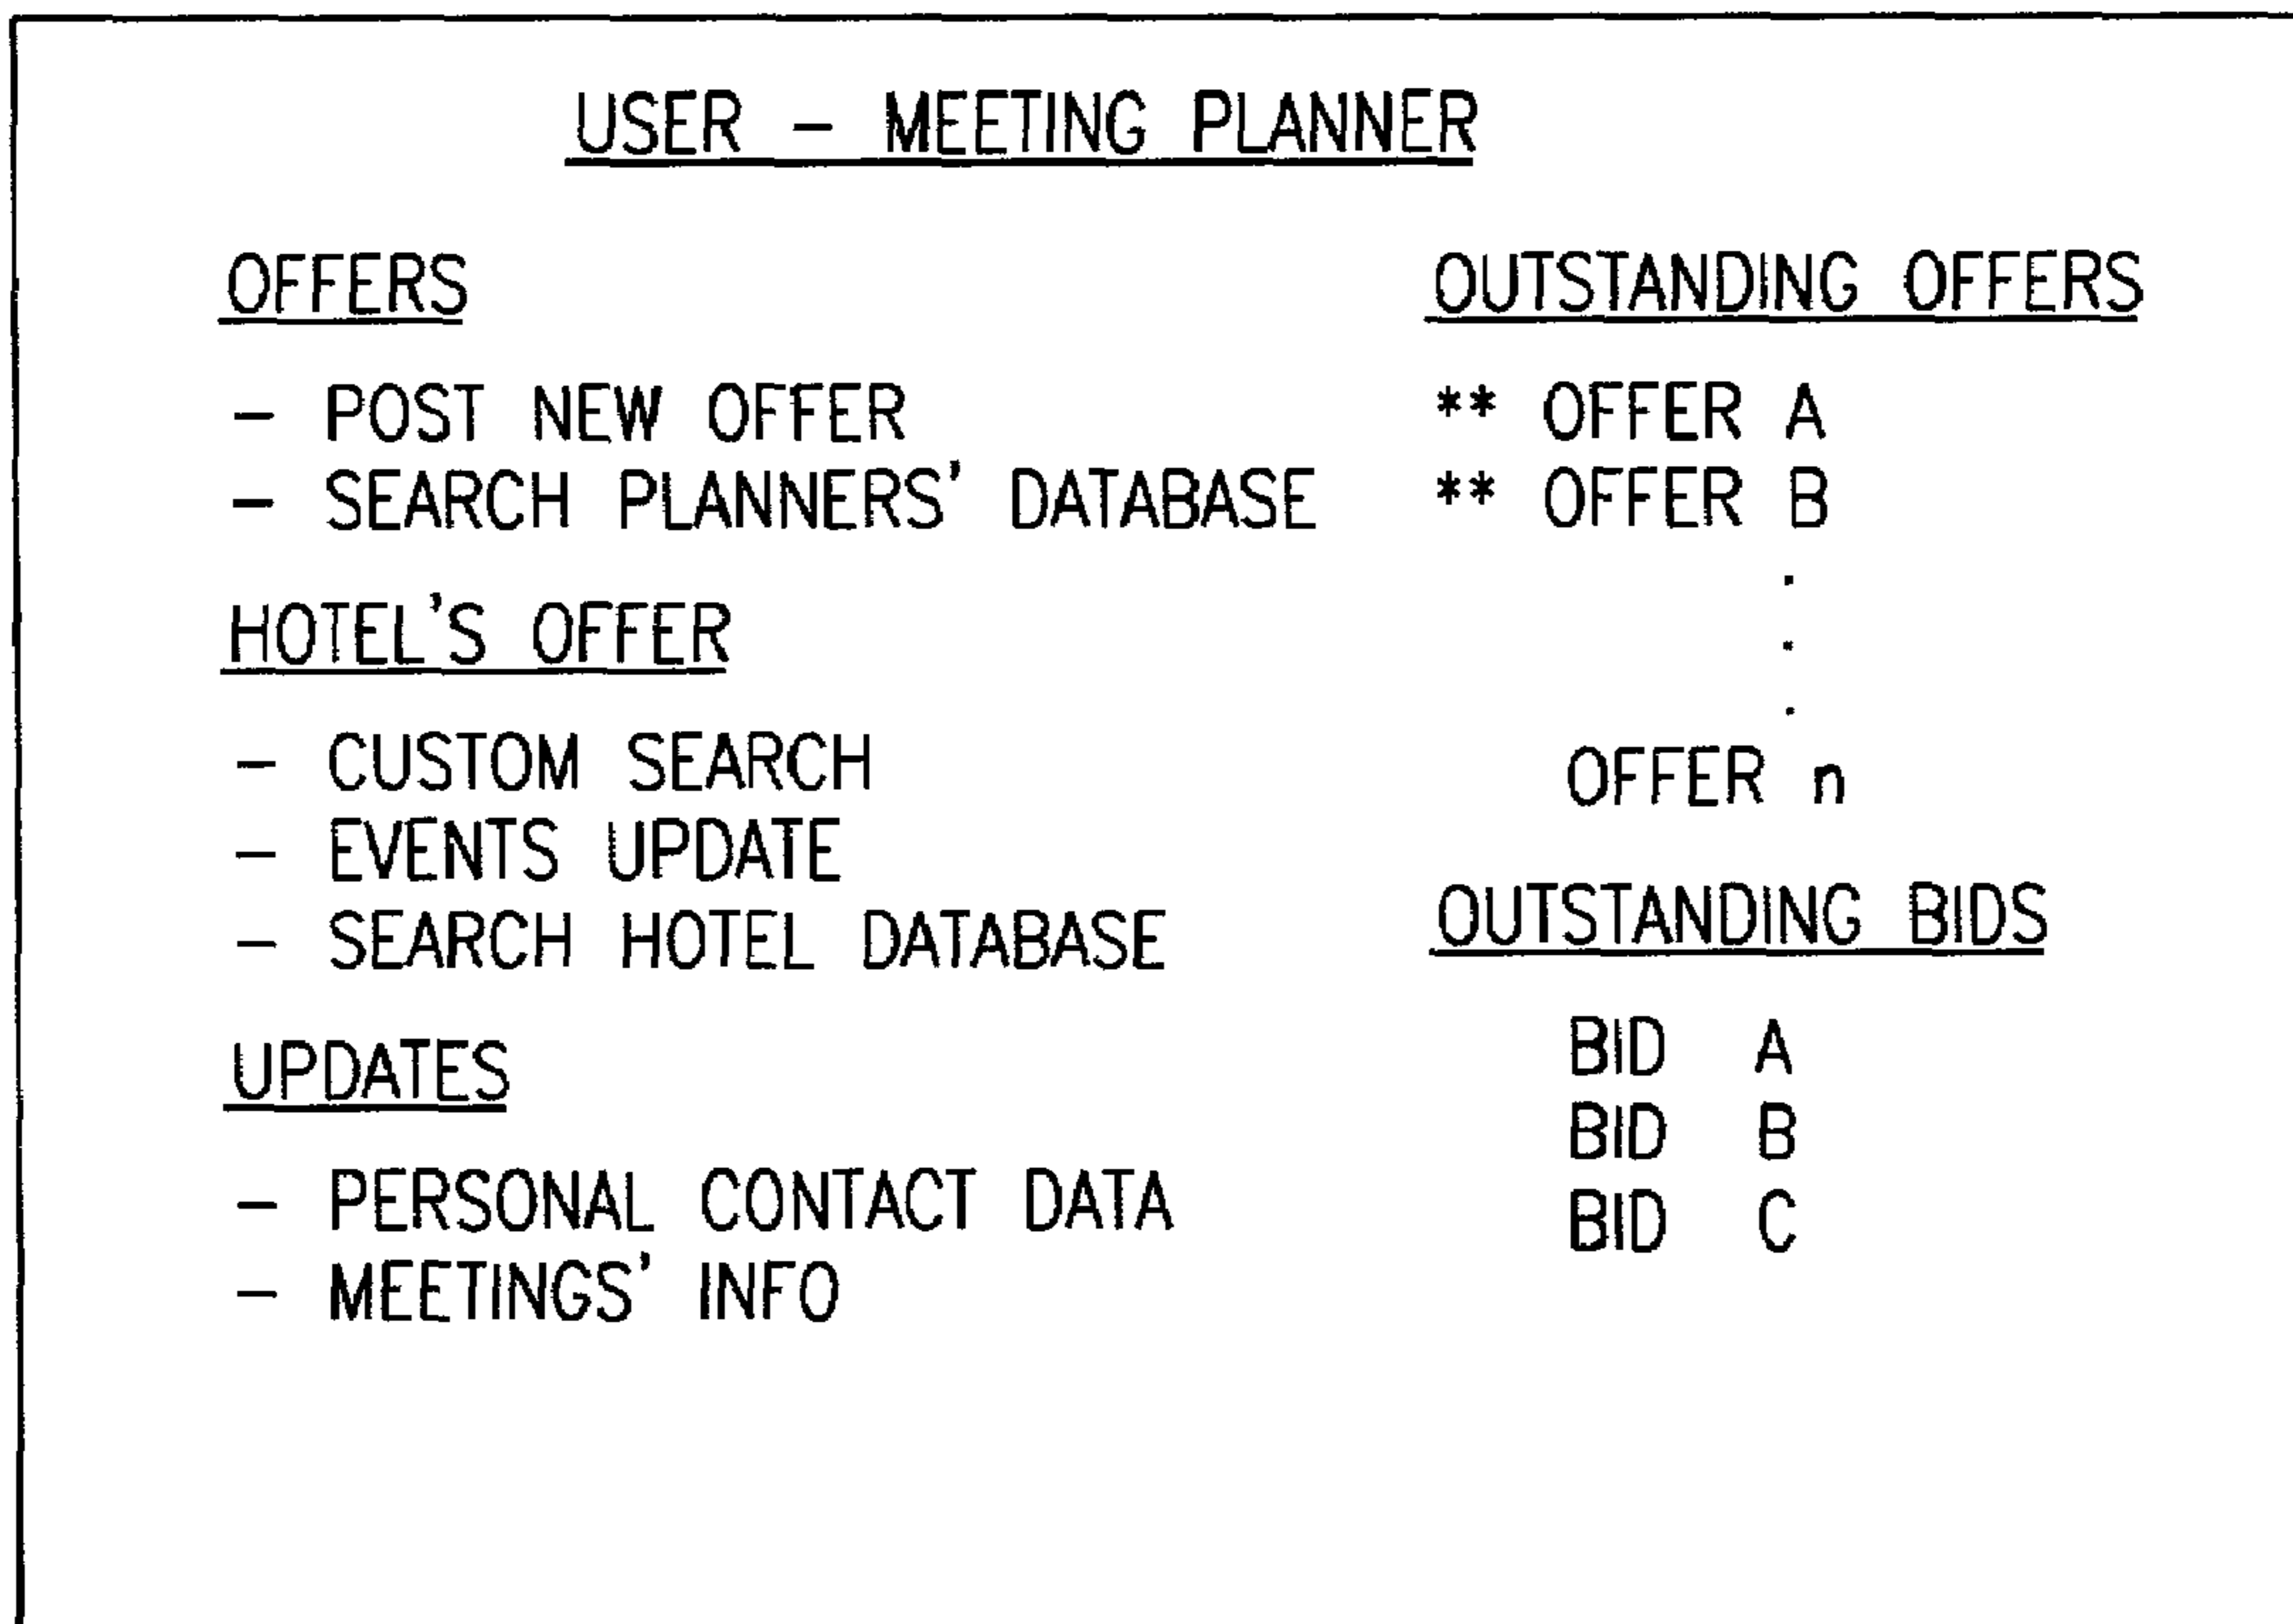 USER – MEETING PLANNER
OFFERS
– POST NEW OFFER
– SEARCH PLANNERS' DATABASE
HOTEL'S OFFER
– CUSTOM SEARCH
– EVENTS UPDATE
– SEARCH HOTEL DATABASE
UPDATES
– PERSONAL CONTACT DATA
– MEETINGS' INFO
OUTSTANDING OFFERS
** OFFER A
** OFFER B
.
.
.
OFFER n
OUTSTANDING BIDS
BID A
BID B
BID C